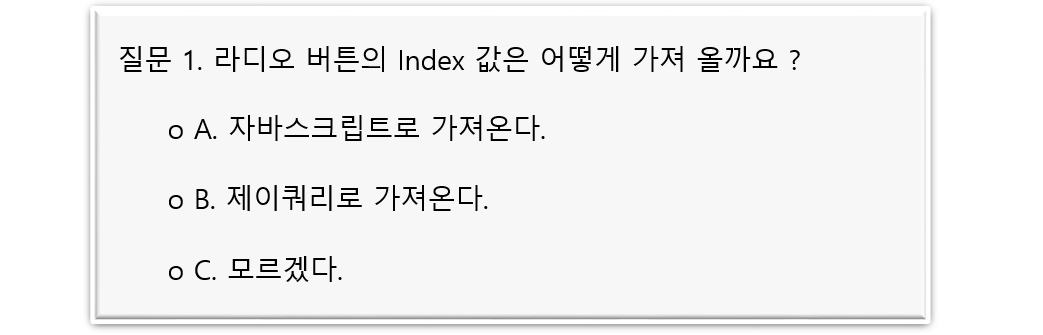 질문 1. 라디오 버튼의 Index 값은 어떻게 가져 올까요 ?
o A. 자바스크립트로 가져온다.
o B. 제이쿼리로 가져온다.
o C. 모르겠다.